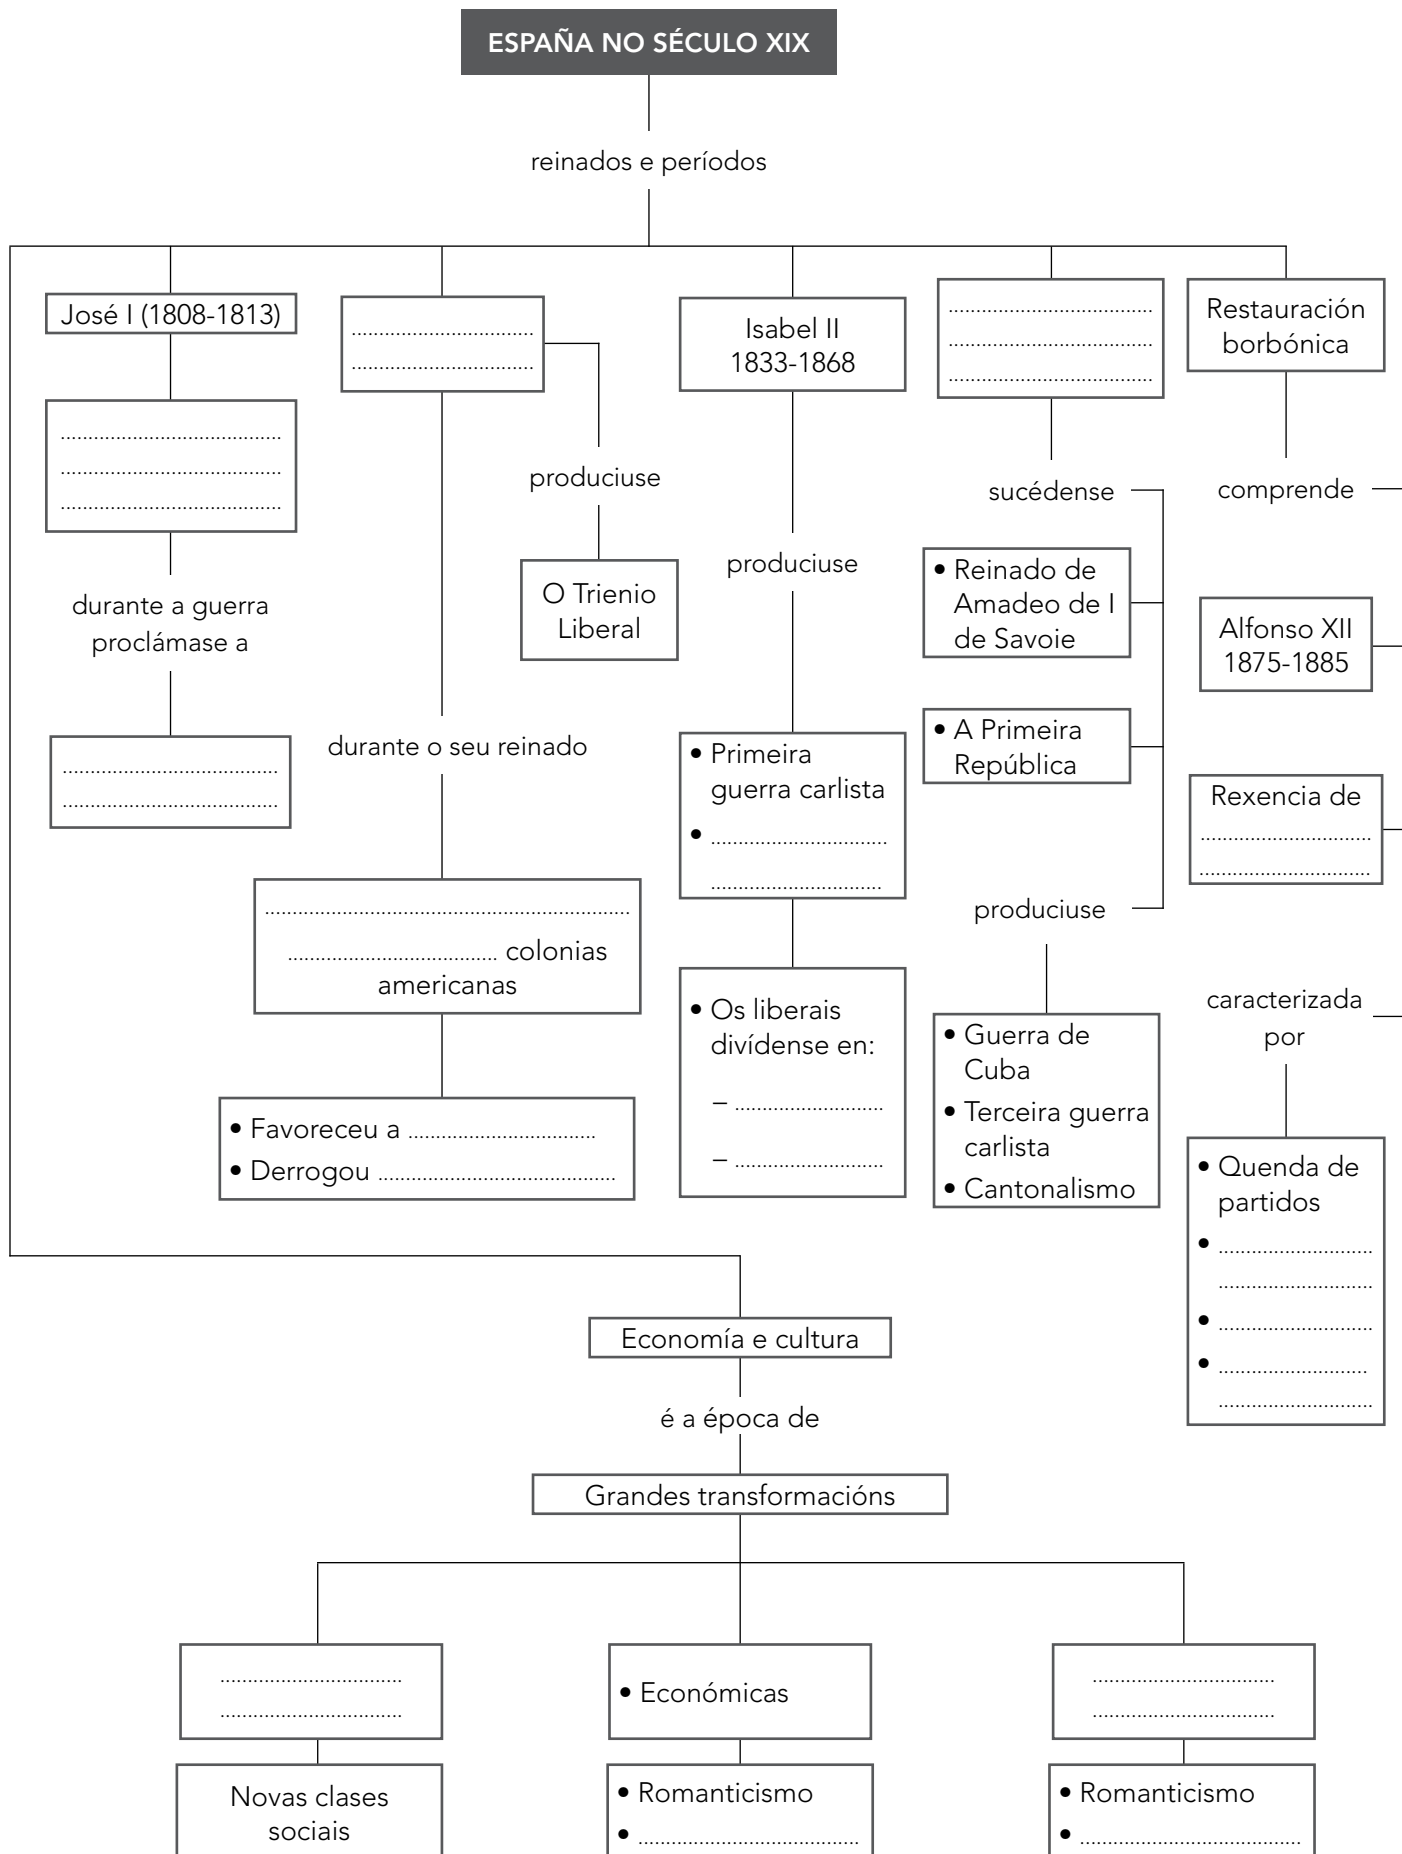 ESPAÑA NO SÉCULO XIX
reinados e períodos
José I (1808-1813)
durante a guerra
proclámase a
produciuse
O Trienio
Liberal
durante o seu reinado
colonias
americanas
• Favoreceu a
• Derrogou
Isabel II
1833-1868
produciuse
• Primeira
guerra carlista
•
• Os liberais
divídense en:
–
–
sucédense
• Reinado de
Amadeo de I
de Savoie
• A Primeira
República
produciuse
• Guerra de
Cuba
• Terceira guerra
carlista
• Cantonalismo
Restauración
borbónica
comprende
Alfonso XII
1875-1885
Rexencia de
caracterizada
por
• Quenda de
partidos
•
•
•
Economía e cultura
é a época de
Grandes transformacións
Novas clases
sociais
• Económicas
• Romanticismo
•
• Romanticismo
•